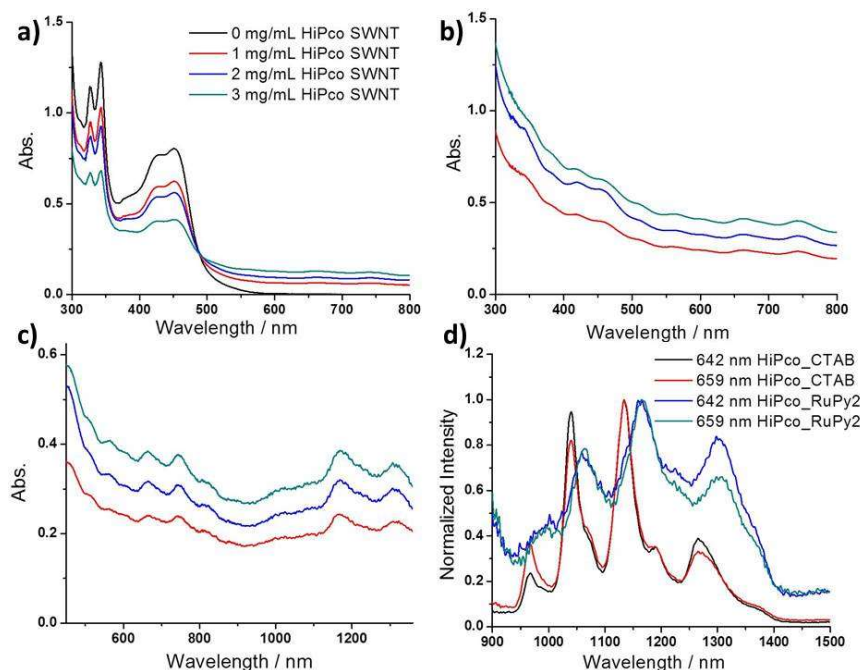 a)
1.5
1.0
0.5
0.0
Abs.
0 mg/mL HiPco SWNT
1 mg/mL HiPco SWNT
2 mg/mL HiPco SWNT
3 mg/mL HiPco SWNT
300 400 500 600 700 800
Wavelength / nm
b)
1.5
1.0
0.5
0.0
Abs.
300 400 500 600 700 800
Wavelength / nm
c)
0.6
0.4
0.2
0.0
Abs.
600 800 1000 1200
Wavelength / nm
d)
1.2
1.0
0.8
0.6
0.4
0.2
0.0
Normalized Intensity
642 nm HiPco_CTAB
659 nm HiPco_CTAB
642 nm HiPco_RuPy2
659 nm HiPco_RuPy2
900 1000 1100 1200 1300 1400 1500
Wavelength / nm